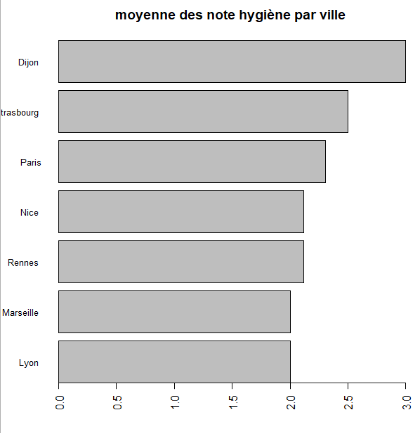 moyenne des note hygiène par ville
Dijon
trasbourg
Paris
Nice
Rennes
Marseille
Lyon
0.0 0.5 1.0 1.5 2.0 2.5 3.0